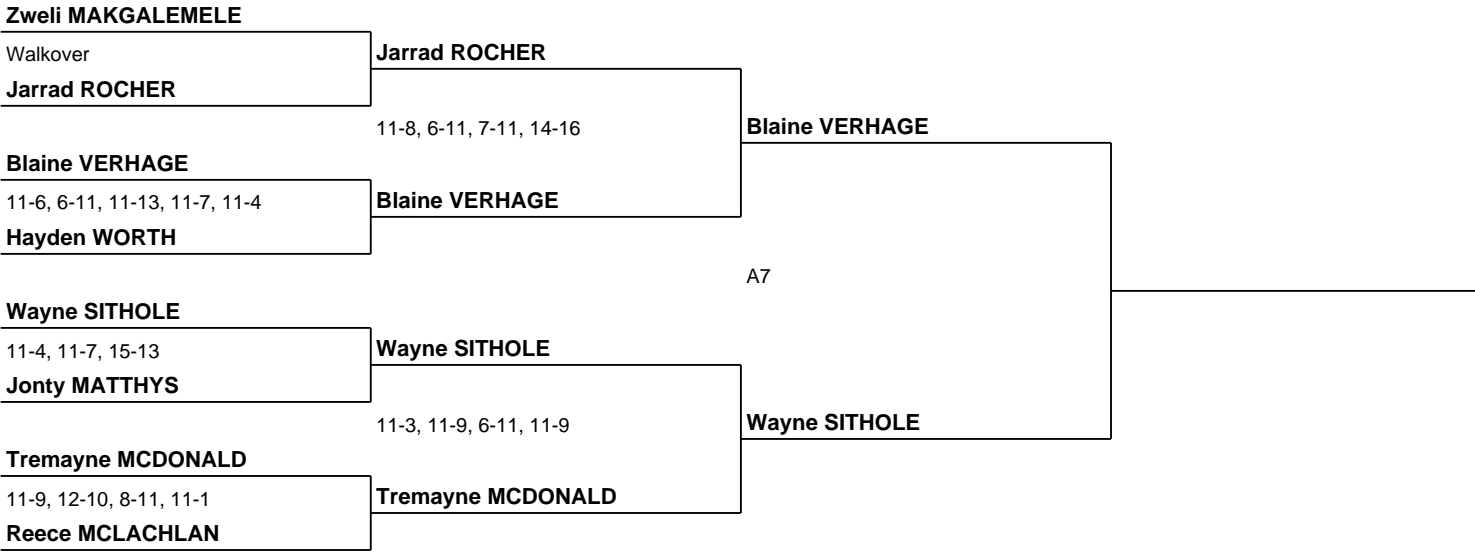 Zweli MAKGALEMELE
Walkover
Jarrad ROCHER
Jarrad ROCHER
11-8, 6-11, 7-11, 14-16
Blaine VERHAGE
Blaine VERHAGE
11-6, 6-11, 11-13, 11-7, 11-4
Blaine VERHAGE
Hayden WORTH
A7
Wayne SITHOLE
11-4, 11-7, 15-13
Wayne SITHOLE
Jonty MATTHYS
11-3, 11-9, 6-11, 11-9
Wayne SITHOLE
Tremayne MCDONALD
11-9, 12-10, 8-11, 11-1
Tremayne MCDONALD
Reece MCLACHLAN